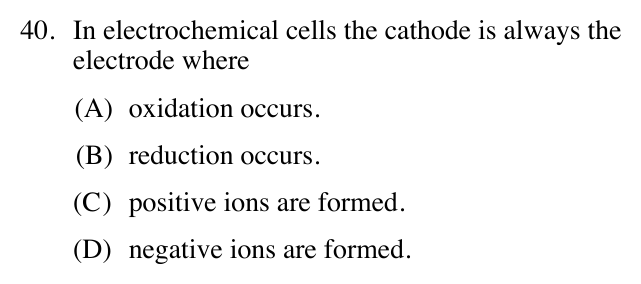 40. In electrochemical cells the cathode is always the
electrode where
(A) oxidation occurs.
(B) reduction occurs.
(C) positive ions are formed.
(D) negative ions are formed.